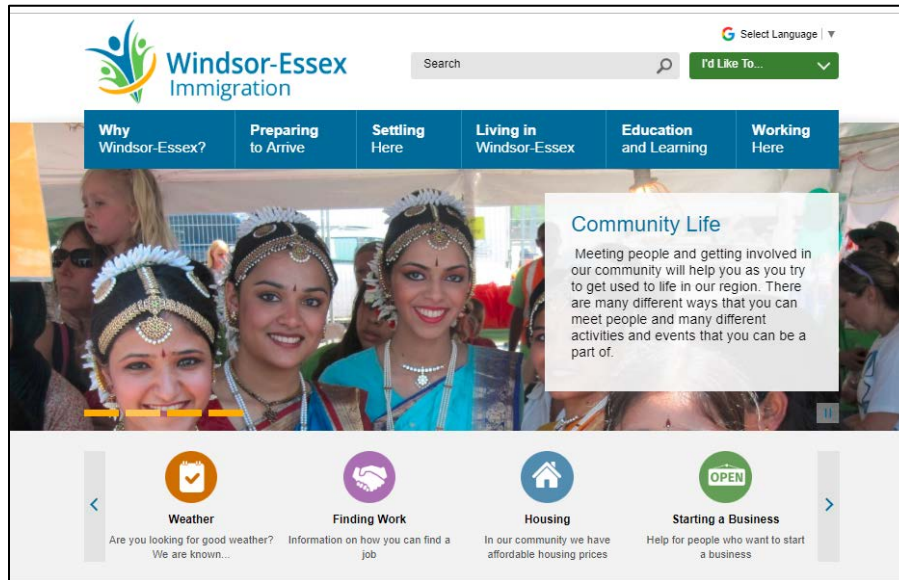 Select Language ▼
Windsor-Essex
Immigration
Search
I'd Like To...
Why
Windsor-Essex?
Preparing
to Arrive
Settling
Here
Living in
Windsor-Essex
Education
and Learning
Working
Here
Community Life
Meeting people and getting involved in
our community will help you as you try
to get used to life in our region. There
are many different ways that you can
meet people and many different
activities and events that you can be a
part of.
Weather
Are you looking for good weather?
We are known...
Finding Work
Information on how you can find a
job
Housing
In our community we have
affordable housing prices
OPEN
Starting a Business
Help for people who want to start
a business